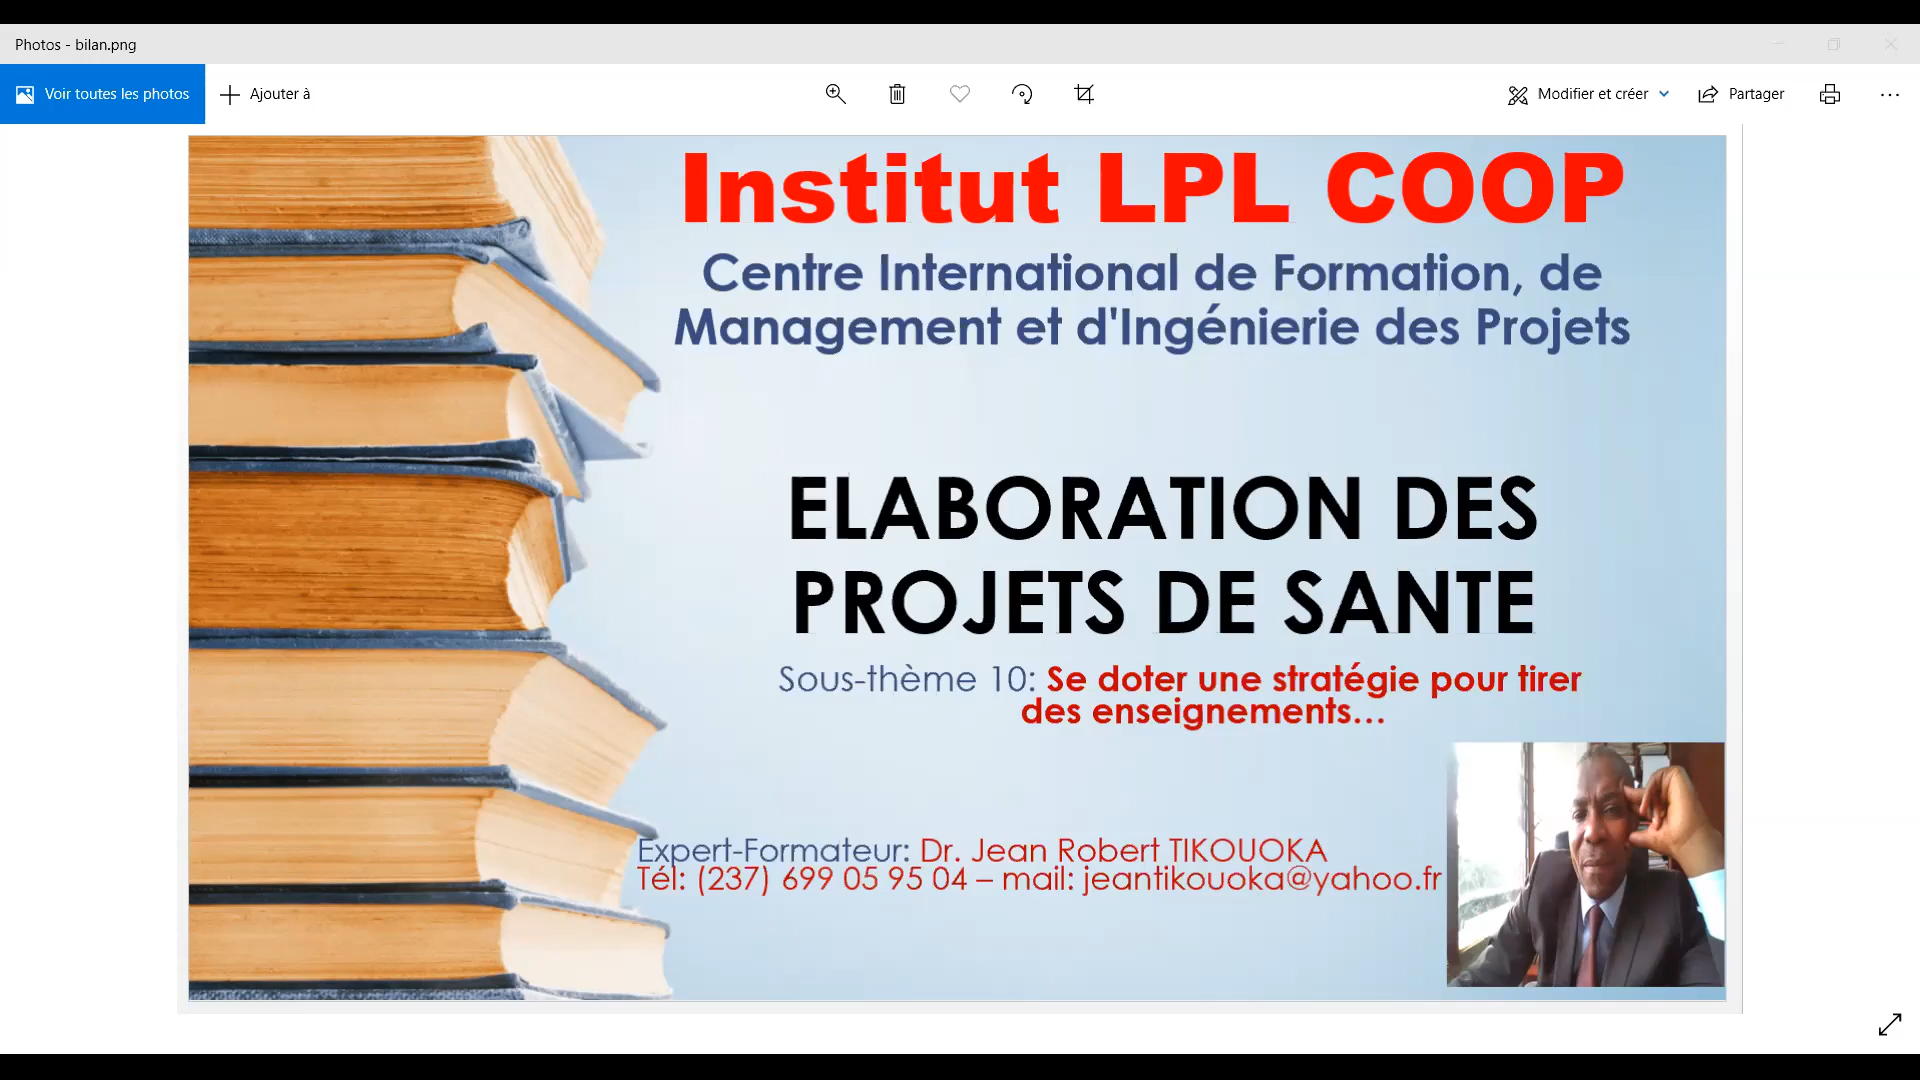 Photos - bilan.png
Voir toutes les photos
Ajouter à
Modifier et créer
Partager
Institut LPL COOP
Centre International de Formation, de
Management et d'Ingénierie des Projets
ELABORATION DES
PROJETS DE SANTE
Sous-thème 10: Se doter une stratégie pour tirer
des enseignements...
Expert-Formateur: Dr. Jean Robert TIKOUOKA
Tél: (237) 699 05 95 04 – mail: jeantikouoka@yahoo.fr